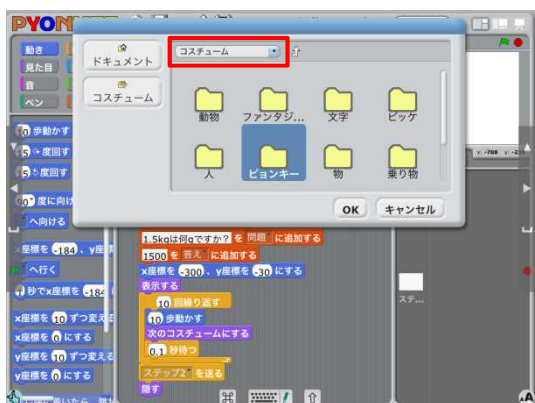 PYON
動き
見た目
音
ペン
ドキュメント
コスチューム
コスチューム
動物
ファンタジ...
文字
ピッケ
人
ピョンキー
物
乗り物
OK
キャンセル
10 歩動かす
度回す
度回す
度に向け
へ向ける
x座標を -184 、y座
へ行く
秒でx座標を -184
x座標を 10 ずつ変え
x座標を 0 にする
y座標を 10 ずつ変える
y座標を 0 にする
x: -708
1.5kgは何gですか？ を 問題 に追加する
1500 を 答え に追加する
x座標を -300 、y座標を -30 にする
表示する
10 回繰り返す
10 歩動かす
次のコスチュームにする
0.1 秒待つ
ステップ2 を送る
隠す
ステ...
A